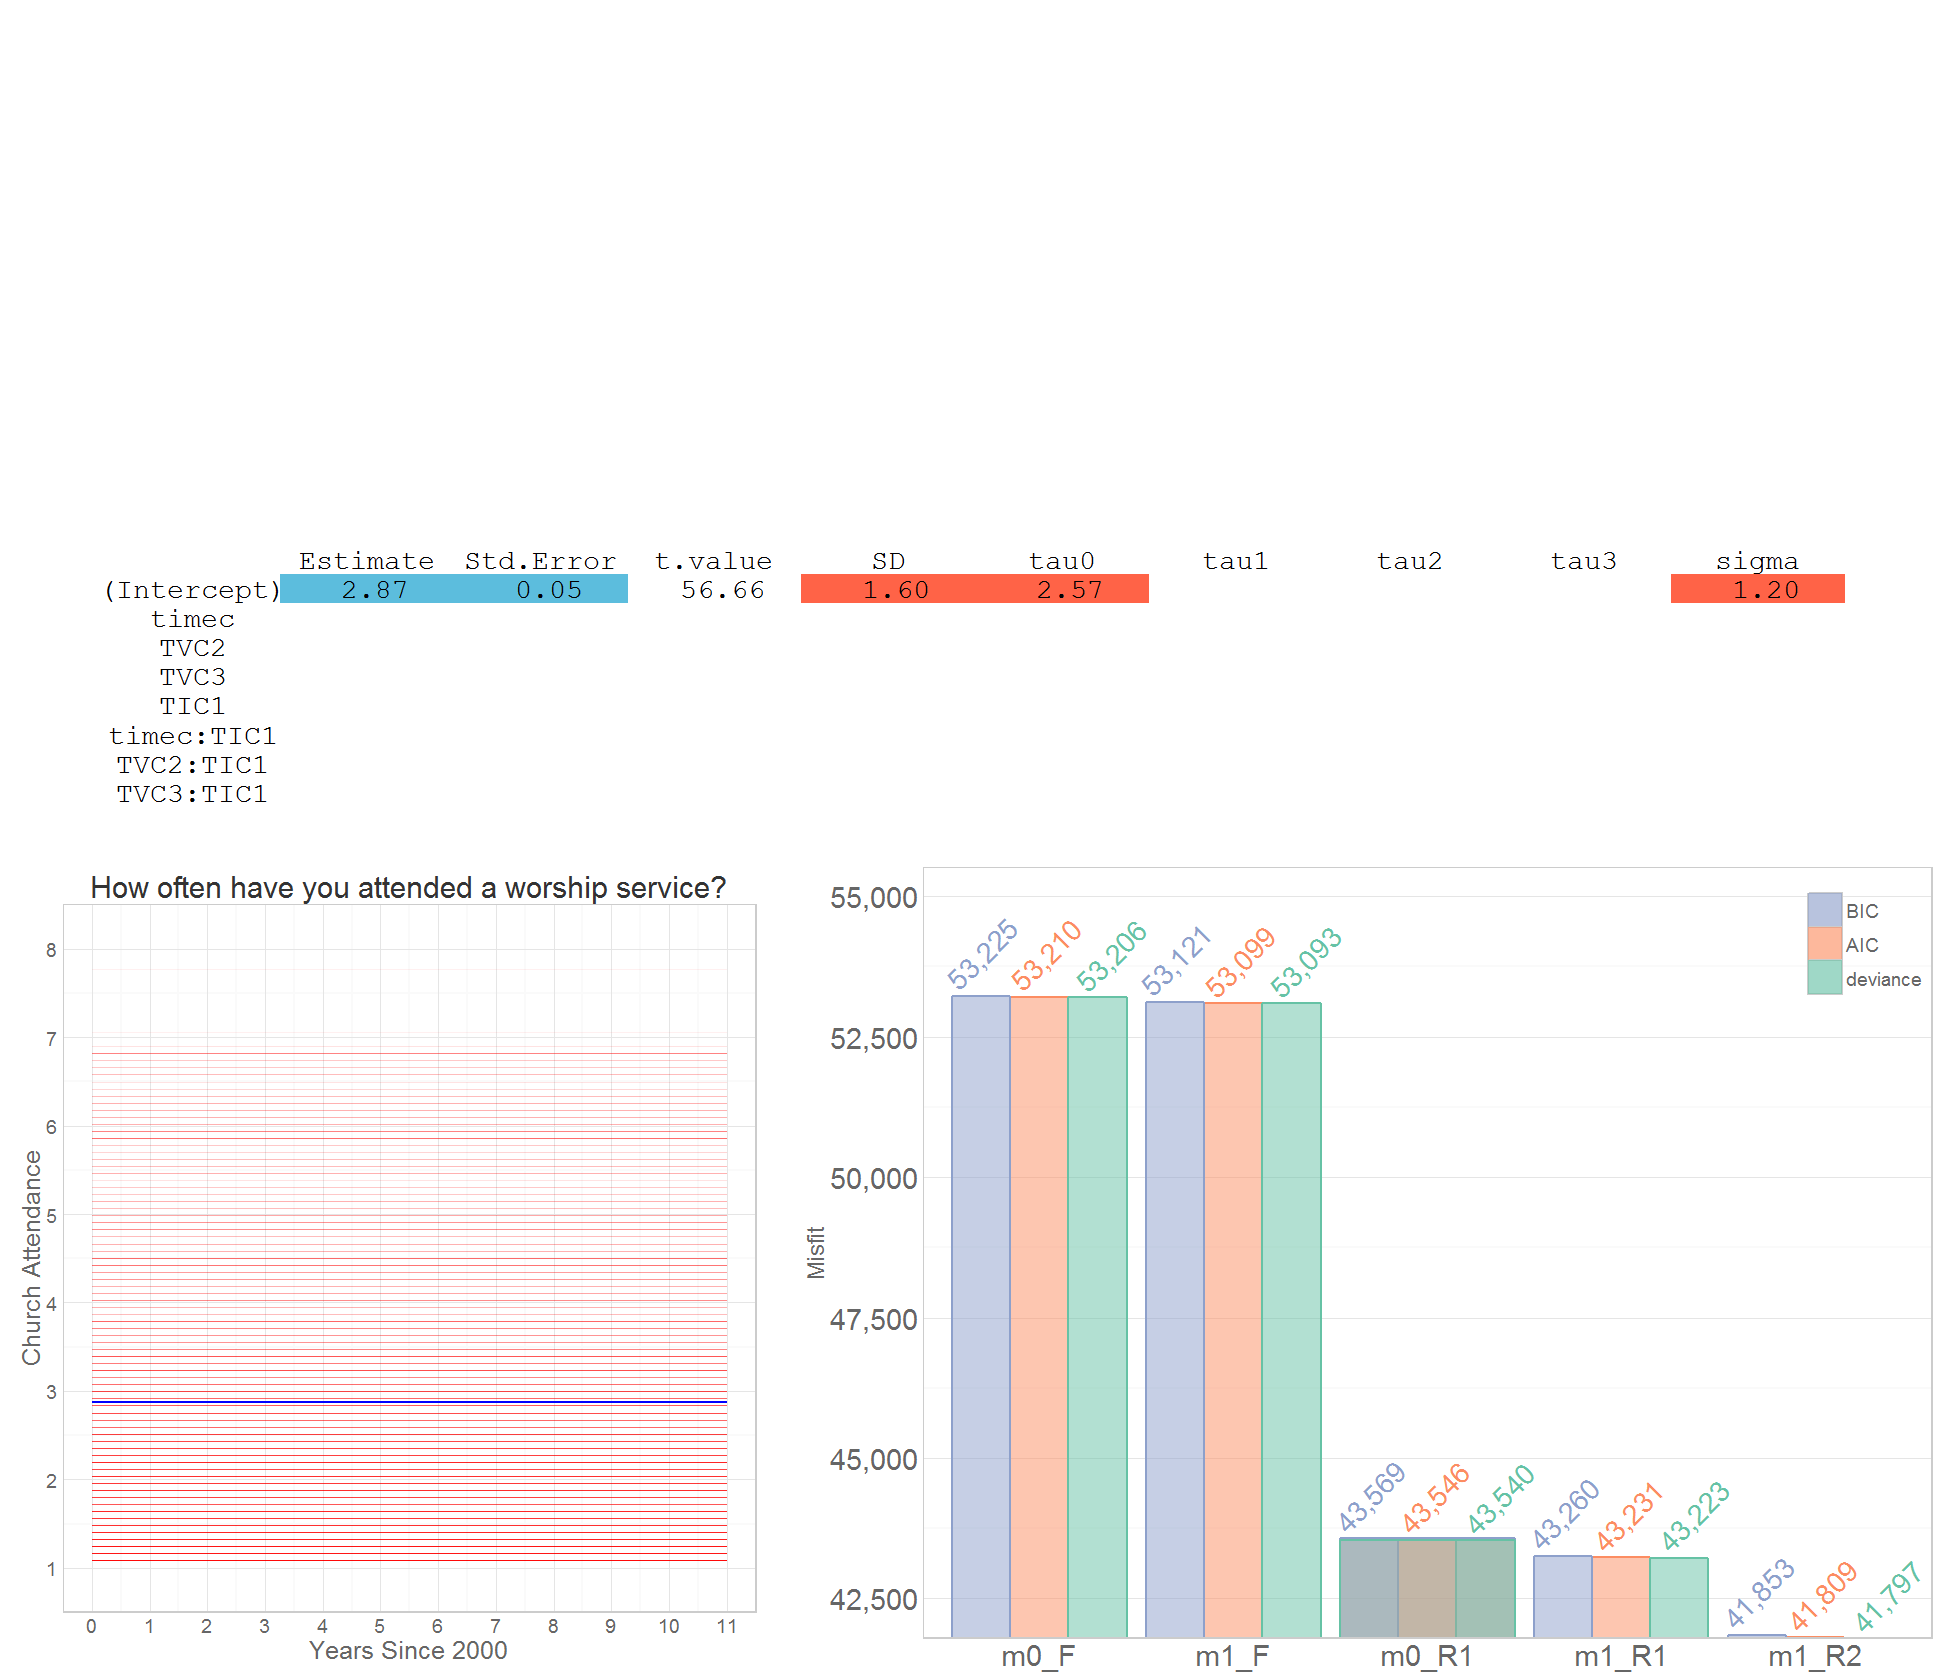 Estimate Std.Error t.value SD tau0 tau1 tau2 tau3 sigma
(Intercept) 2.87 0.05 56.66 1.60 2.57 1.20
timec
TVC2
TVC3
TIC1
timec:TIC1
TVC2:TIC1
TVC3:TIC1
How often have you attended a worship service?
8
7
6
5
4
3
2
1
Church Attendance
0 1 2 3 4 5 6 7 8 9 10 11
Years Since 2000
55,000
52,500
50,000
47,500
45,000
42,500
Misfit
BIC
AIC
deviance
53,225 53,210 53,206 53,121 53,099 53,093
43,569 43,546 43,540 43,260 43,231 43,223
41,853 41,809 41,797
m0_F m1_F m0_R1 m1_R1 m1_R2